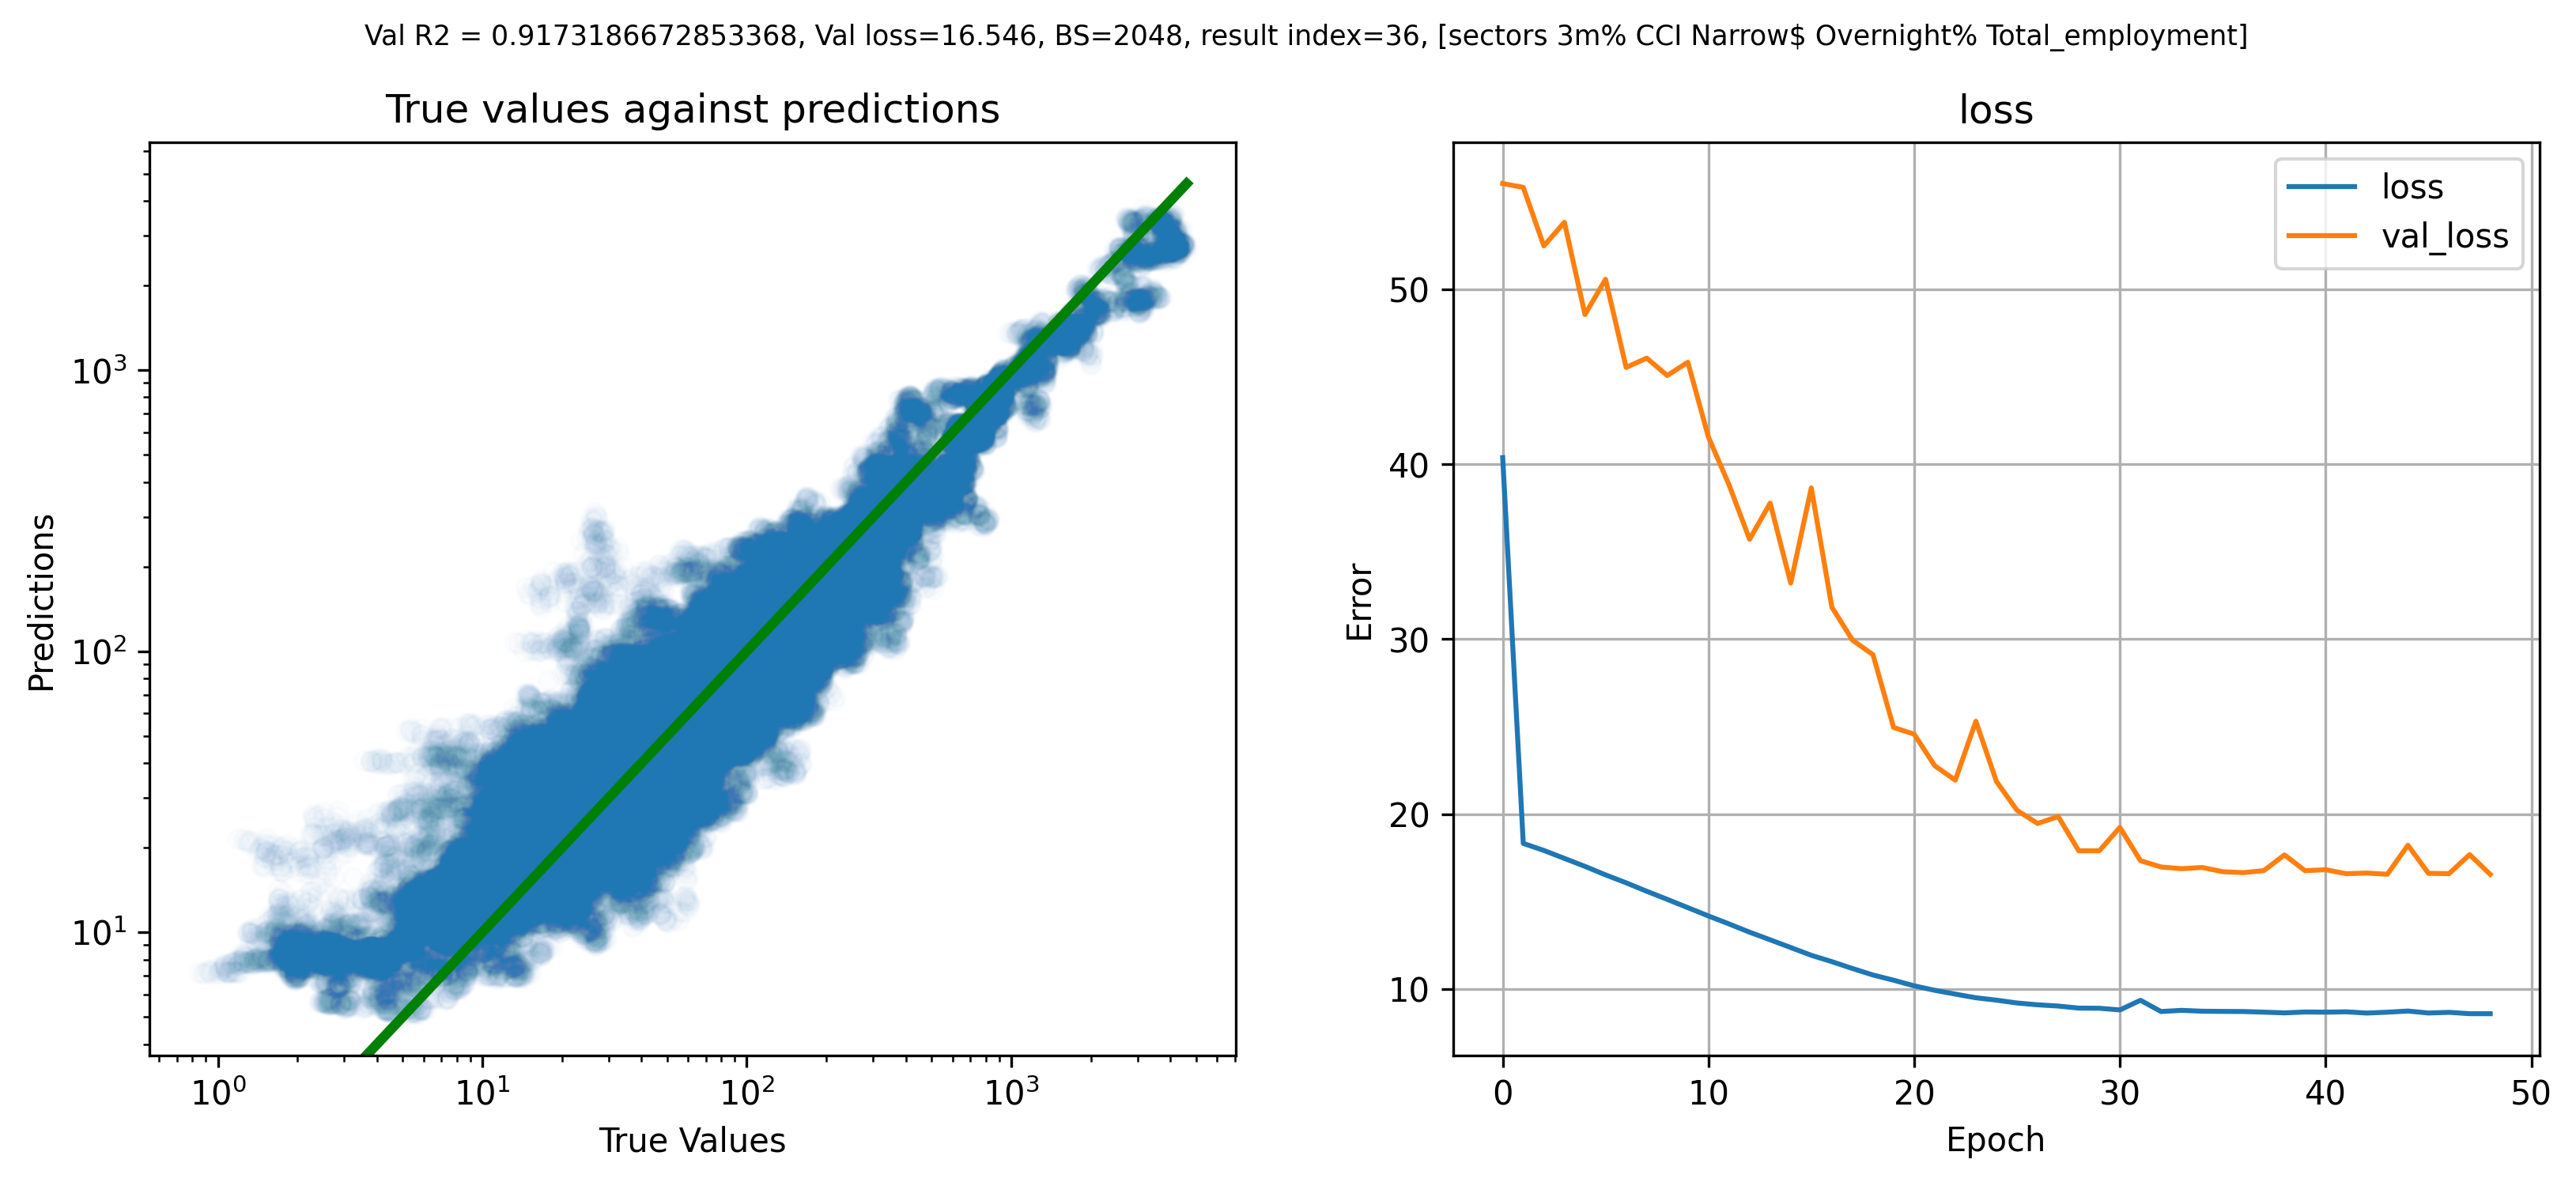 Val R2 = 0.9173186672853368, Val loss=16.546, BS=2048, result index=36, [sectors 3m% CCI Narrow$ Overnight% Total_employment]
True values against predictions
Predictions
10³
10²
10¹
10⁰ 10¹ 10² 10³
True Values
loss
loss
val_loss
Error
50
40
30
20
10
0 10 20 30 40 50
Epoch